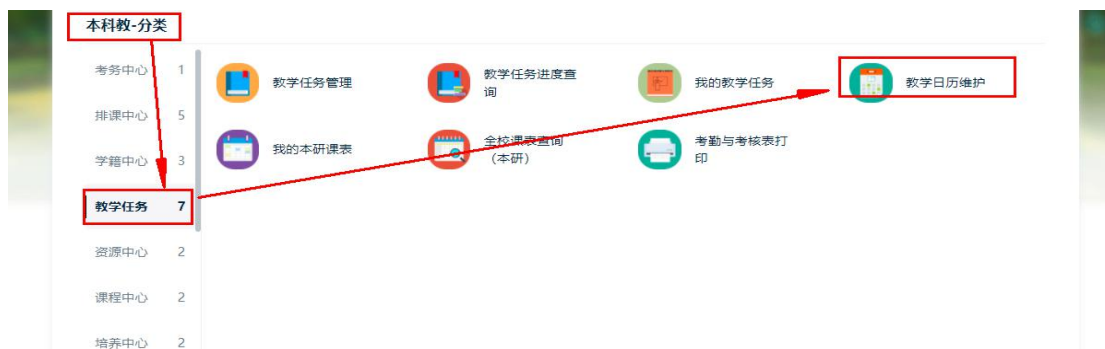 本科教-分类
考务中心 1
排课中心 5
学籍中心 3
教学任务 7
资源中心 2
课程中心 2
培养中心 2
教学任务管理
教学任务进度查
询
我的教学任务
教学日历维护
我的本研课表
全校课表查询
（本研）
考勤与考核表打
印